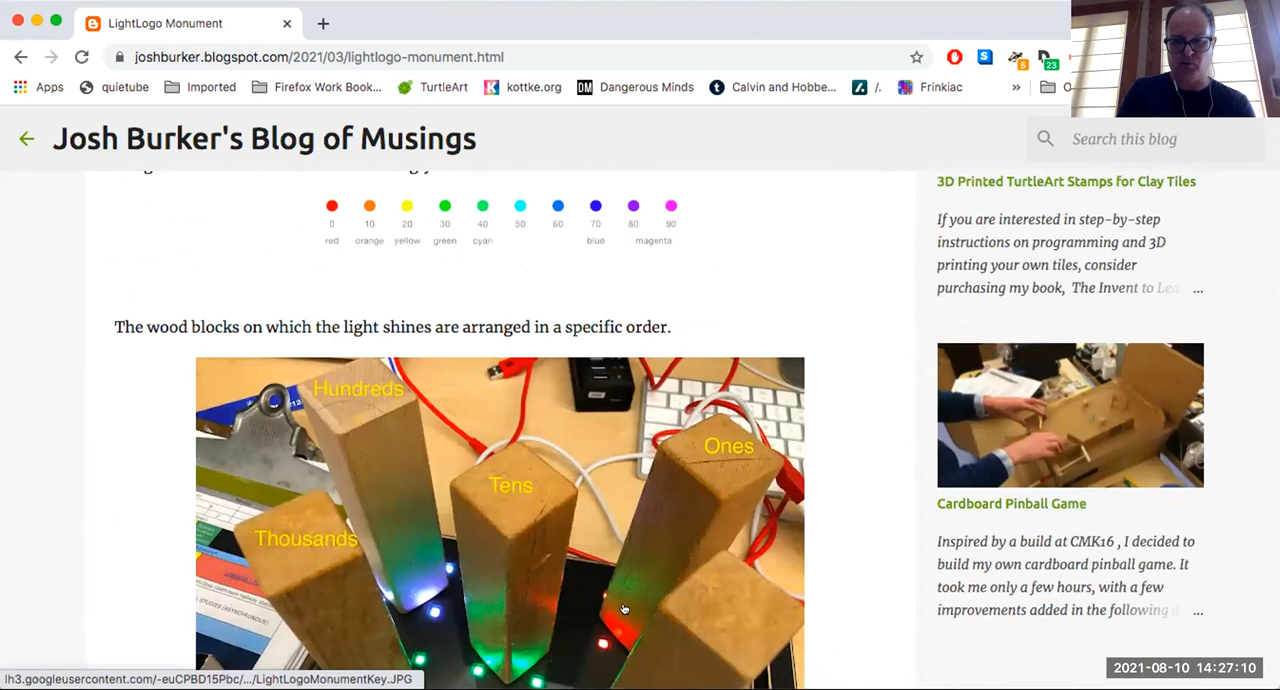 LightLogo Monument
joshburker.blogspot.com/2021/03/lightlogo-monument.html
6
23
Apps
quietube
Imported
Firefox Work Book...
TurtleArt
kottke.org
DM
Dangerous Minds
Calvin and Hobbe...
/.
Frinkiac
»
Josh Burker's Blog of Musings
Search this blog
0 10 20 30 40 50 60 70 80 90
red orange yellow green cyan blue magenta
The wood blocks on which the light shines are arranged in a specific order.
Hundreds
Ones
Tens
Thousands
3D Printed TurtleArt Stamps for Clay Tiles
If you are interested in step-by-step
instructions on programming and 3D
printing your own tiles, consider
purchasing my book, The Invent to Lea ...
Cardboard Pinball Game
Inspired by a build at CMK16 , I decided to
build my own cardboard pinball game. It
took me only a few hours, with a few
improvements added in the following ...
lh3.googleusercontent.com/-euCPBD15Pbc/.../LightLogoMonumentKey.JPG
2021-08-10 14:27:10